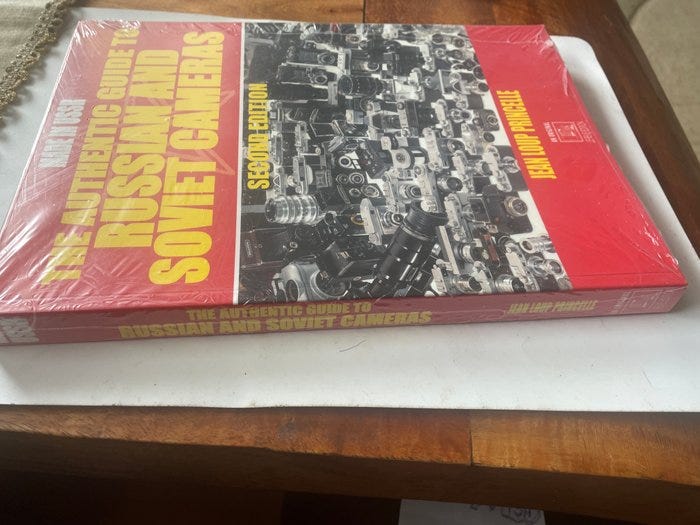 MADE IN USSR
THE AUTHENTIC GUIDE TO
RUSSIAN AND
SOVIET CAMERAS
SECOND EDITION
JEAN LOUP PRINCELLE
THE AUTHENTIC GUIDE TO
RUSSIAN AND SOVIET CAMERAS
JEAN LOUP PRINCELLE